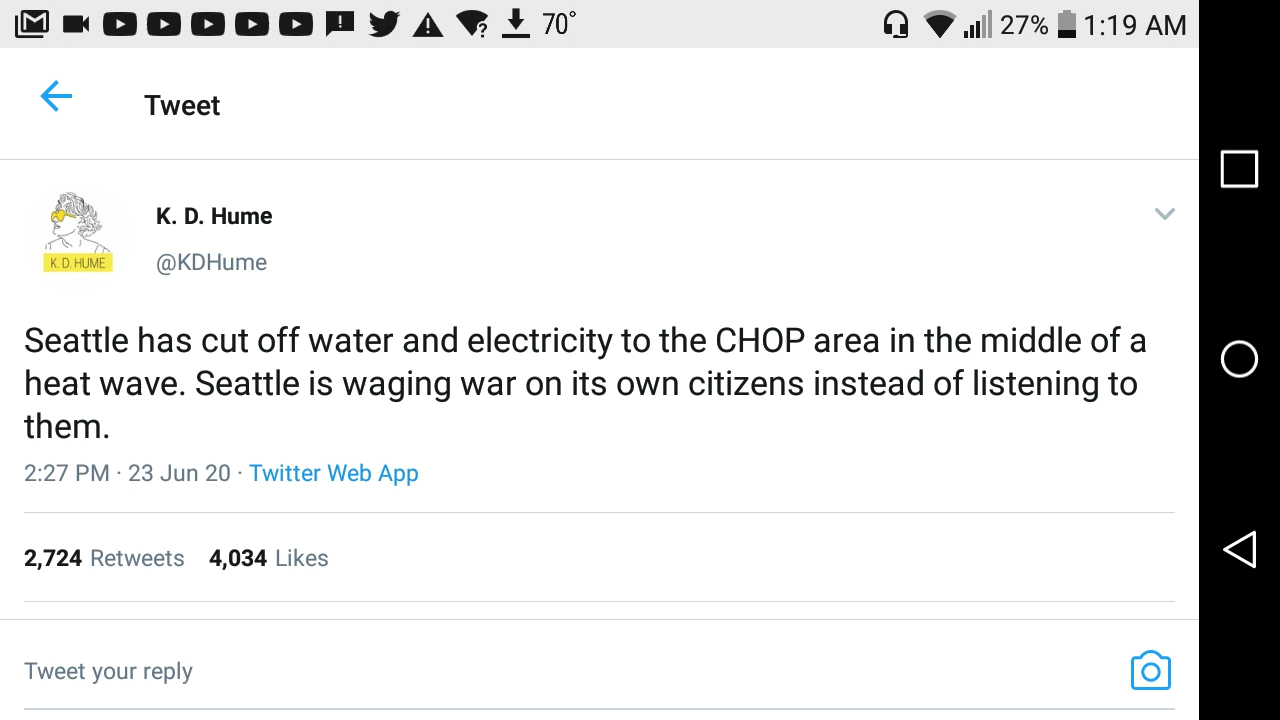 70° 27% 1:19 AM
Tweet
K. D. Hume
@KDHume
K. D. HUME
Seattle has cut off water and electricity to the CHOP area in the middle of a
heat wave. Seattle is waging war on its own citizens instead of listening to
them.
2:27 PM · 23 Jun 20 · Twitter Web App
2,724 Retweets 4,034 Likes
Tweet your reply